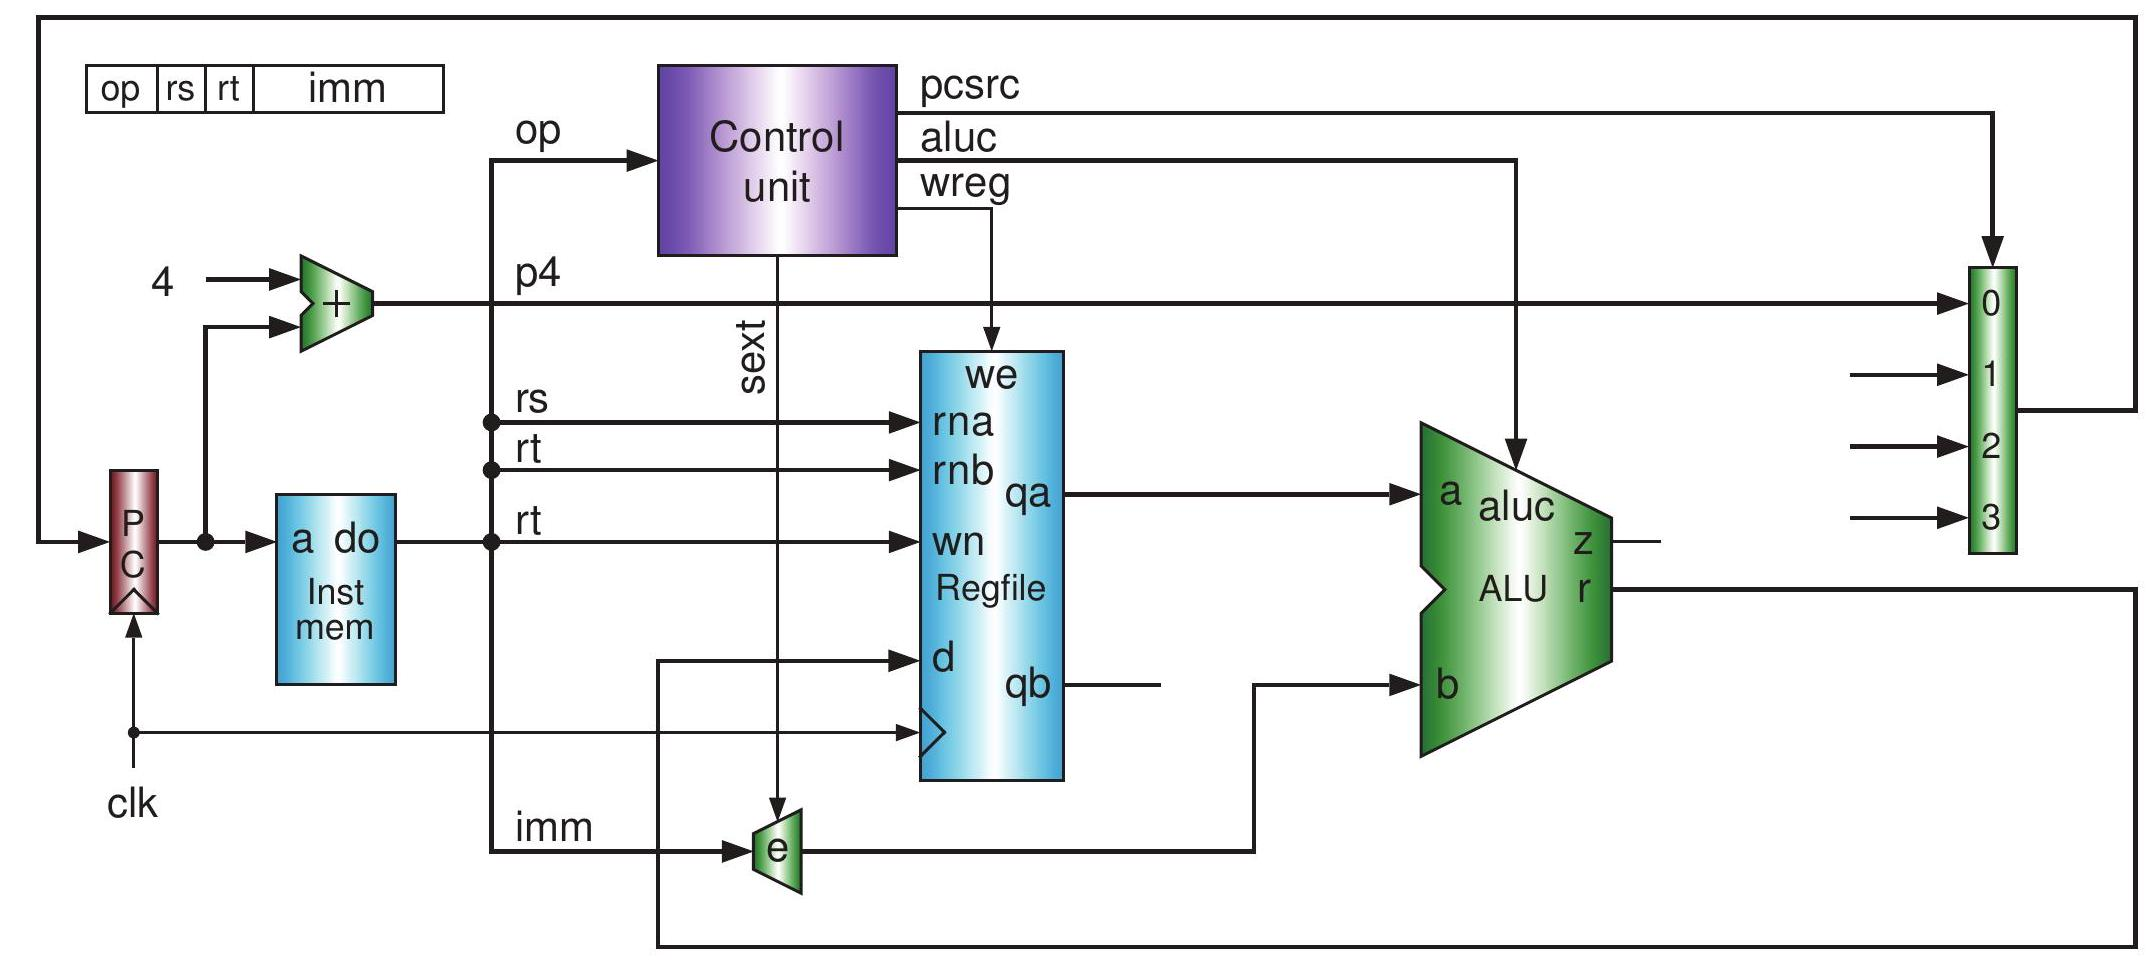 op rs rt imm
pcsrc
op
Control
unit
aluc
wreg
4
+
p4
0
sext
we
1
rs
rna
rt
rnb
2
qa
a
aluc
3
P
C
a do
rt
wn
z
Inst
mem
Regfile
ALU
r
d
qb
b
clk
imm
e